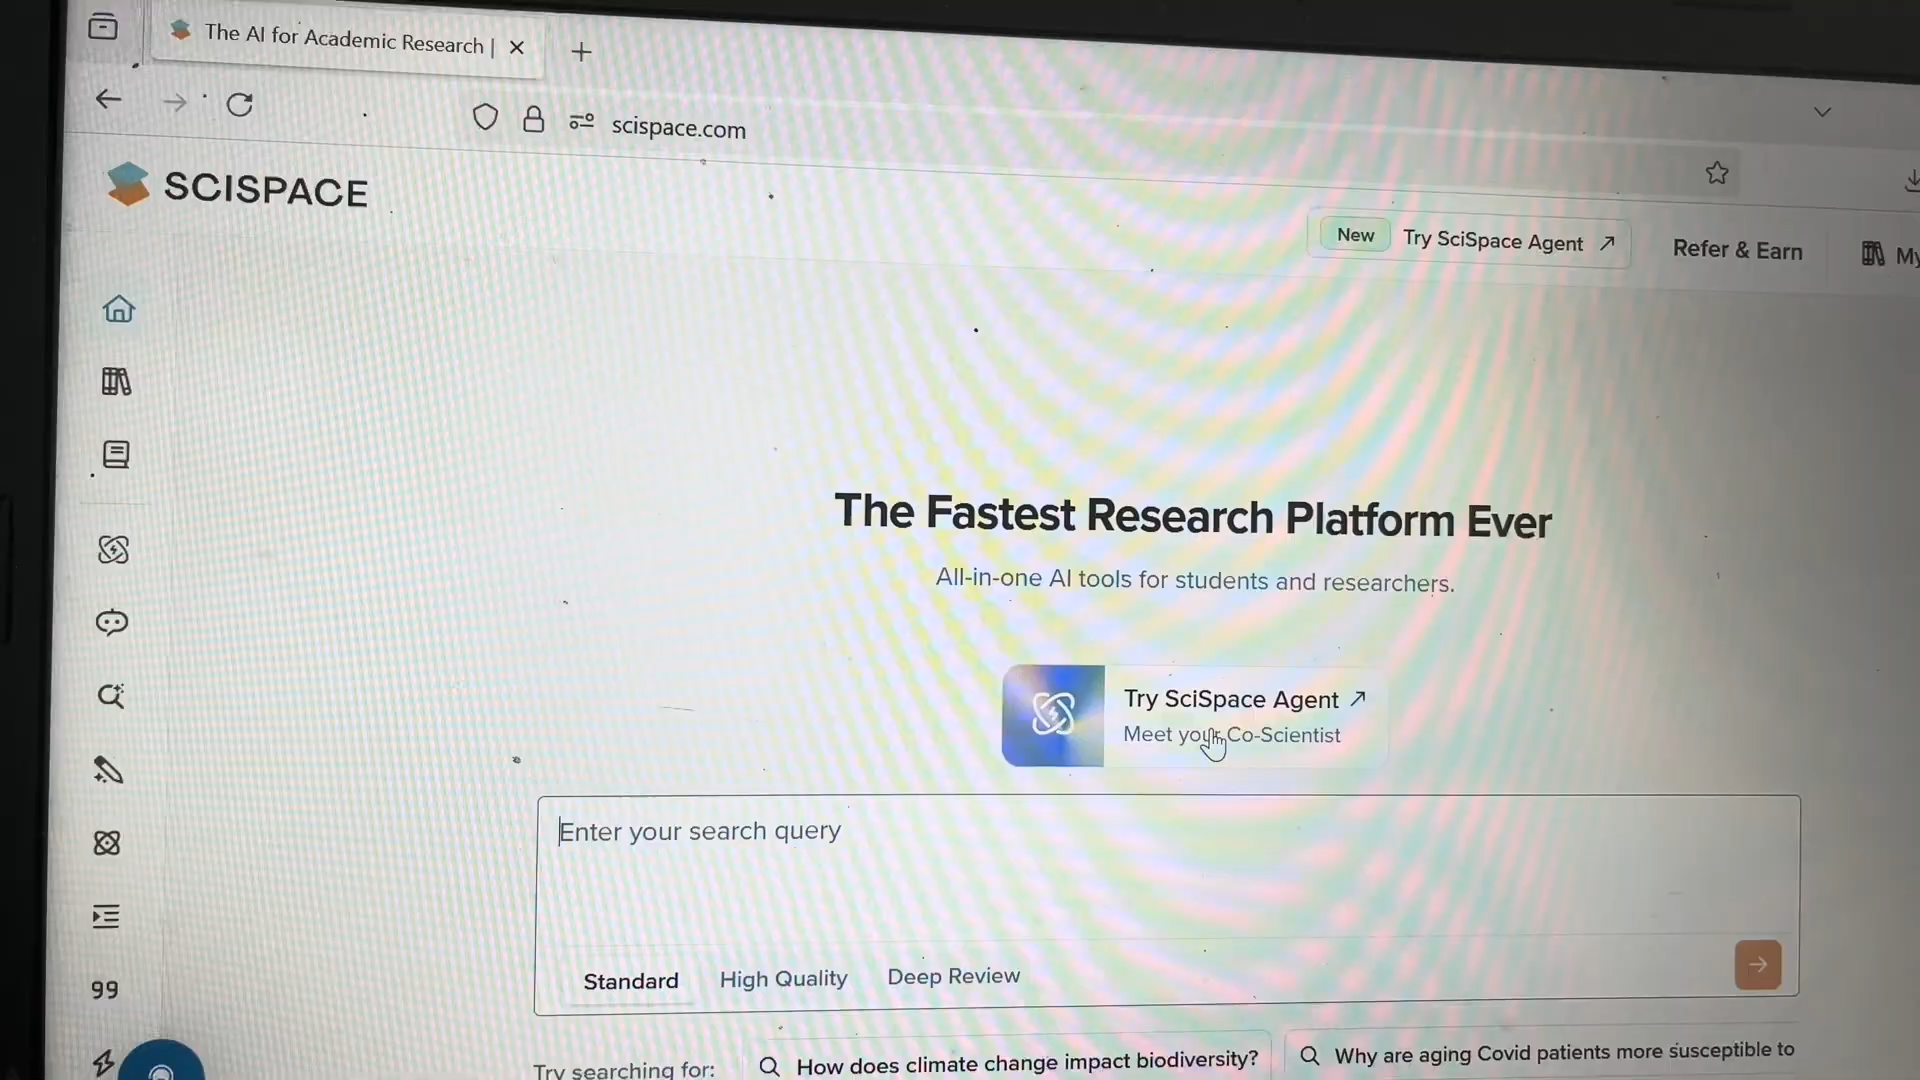 The AI for Academic Research |
scispace.com
SCISPACE
New Try SciSpace Agent
Refer & Earn
My
The Fastest Research Platform Ever
All-in-one AI tools for students and researchers.
Try SciSpace Agent
Meet your Co-Scientist
Enter your search query
Standard High Quality Deep Review
99
Try searching for: How does climate change impact biodiversity? Why are aging Covid patients more susceptible to